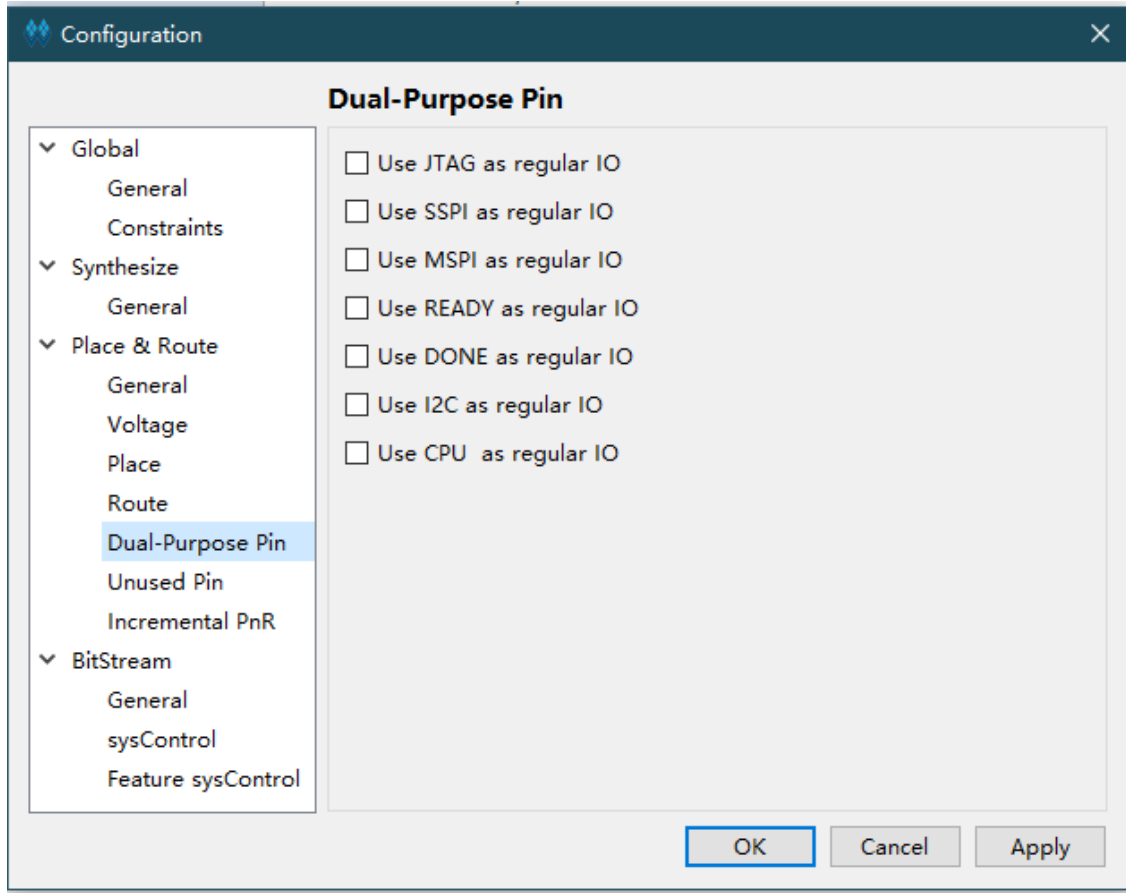 Configuration
Dual-Purpose Pin
Global
General
Constraints
Synthesize
General
Place & Route
General
Voltage
Place
Route
Dual-Purpose Pin
Unused Pin
Incremental PnR
BitStream
General
sysControl
Feature sysControl
Use JTAG as regular IO
Use SSPI as regular IO
Use MSPI as regular IO
Use READY as regular IO
Use DONE as regular IO
Use I2C as regular IO
Use CPU  as regular IO
OK
Cancel
Apply